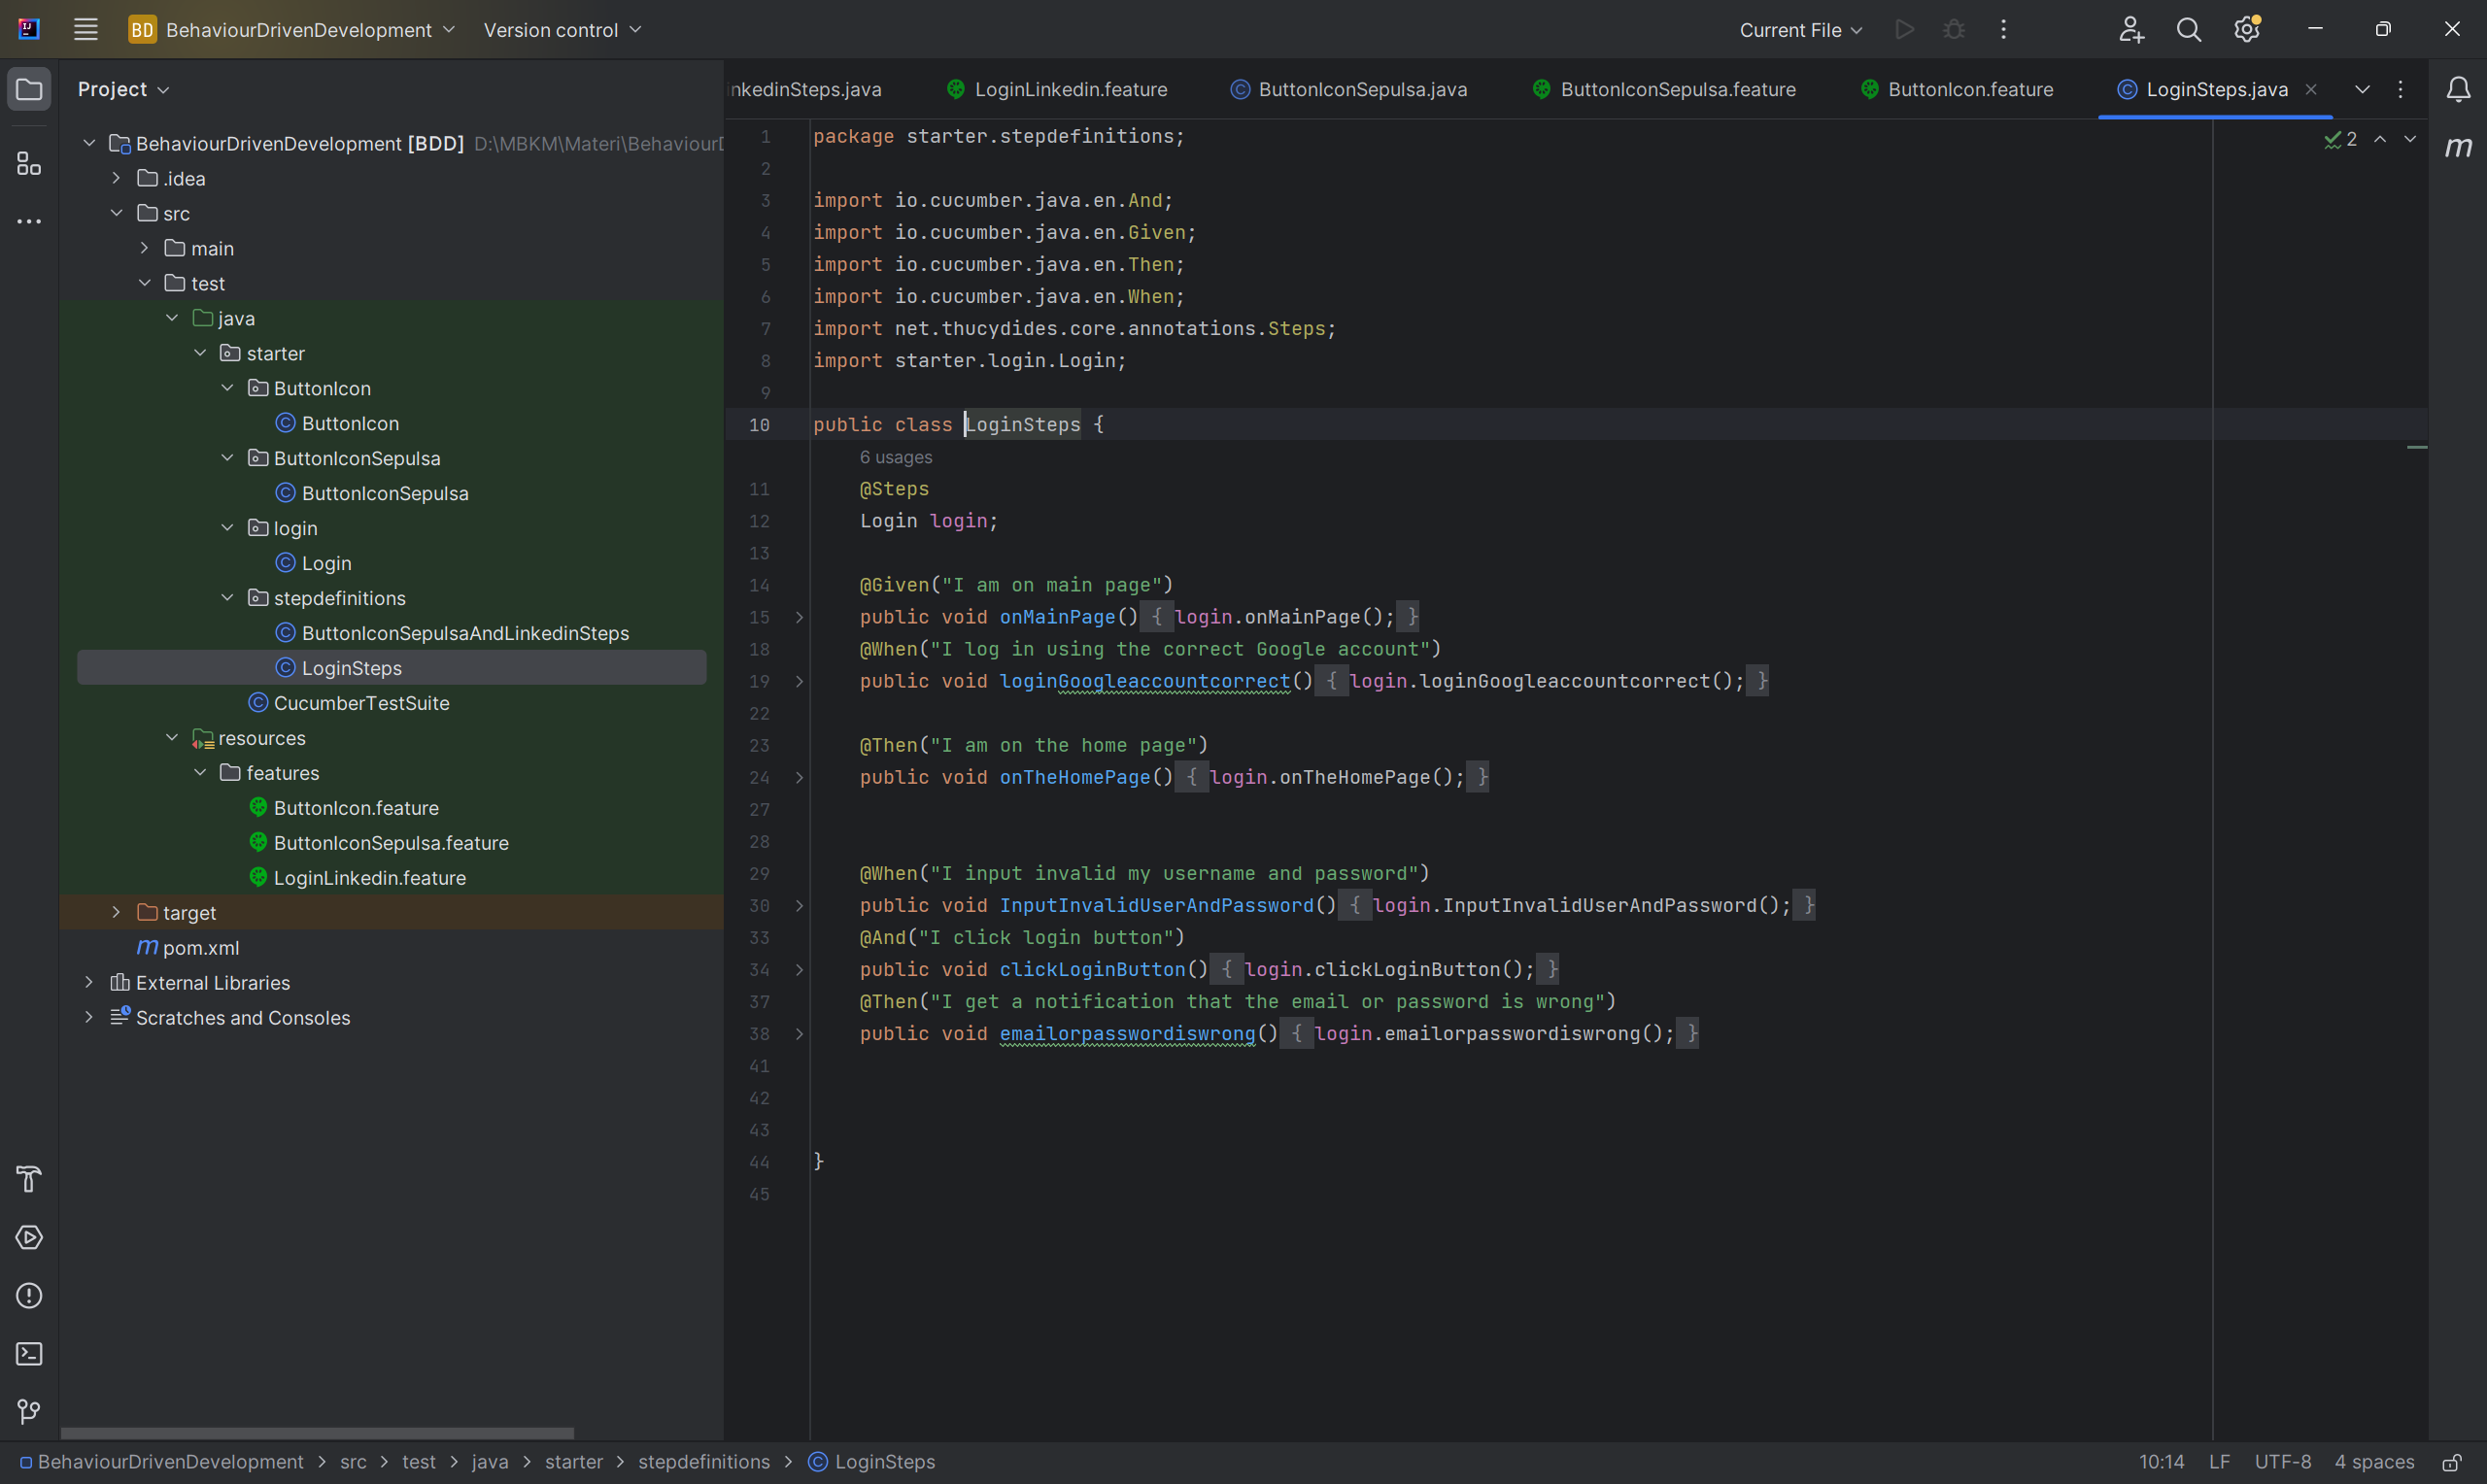 BD BehaviourDrivenDevelopment Version control Current File
Project
BehaviourDrivenDevelopment [BDD] D:\MBKM\Materi\Behaviour
.idea
src
main
test
java
starter
ButtonIcon
ButtonIcon
ButtonIconSepulsa
ButtonIconSepulsa
login
Login
stepdefinitions
ButtonIconSepulsaAndLinkedinSteps
LoginSteps
CucumberTestSuite
resources
features
ButtonIcon.feature
ButtonIconSepulsa.feature
LoginLinkedin.feature
target
m pom.xml
External Libraries
Scratches and Consoles
inkedinSteps.java LoginLinkedin.feature ButtonIconSepulsa.java ButtonIconSepulsa.feature ButtonIcon.feature LoginSteps.java
2
m
1 package starter.stepdefinitions;
2
3 import io.cucumber.java.en.And;
4 import io.cucumber.java.en.Given;
5 import io.cucumber.java.en.Then;
6 import io.cucumber.java.en.When;
7 import net.thucydides.core.annotations.Steps;
8 import starter.login.Login;
9
10 public class LoginSteps {
6 usages
11 @Steps
12 Login login;
13
14 @Given("I am on main page")
15 public void onMainPage() { login.onMainPage(); }
18 @When("I log in using the correct Google account")
19 public void loginGoogleaccountcorrect() { login.loginGoogleaccountcorrect(); }
22
23 @Then("I am on the home page")
24 public void onTheHomePage() { login.onTheHomePage(); }
27
28
29 @When("I input invalid my username and password")
30 public void InputInvalidUserAndPassword() { login.InputInvalidUserAndPassword(); }
33 @And("I click login button")
34 public void clickLoginButton() { login.clickLoginButton(); }
37 @Then("I get a notification that the email or password is wrong")
38 public void emailorpasswordiswrong() { login.emailorpasswordiswrong(); }
41
42
43
44 }
45
BehaviourDrivenDevelopment > src > test > java > starter > stepdefinitions > LoginSteps
10:14 LF UTF-8 4 spaces